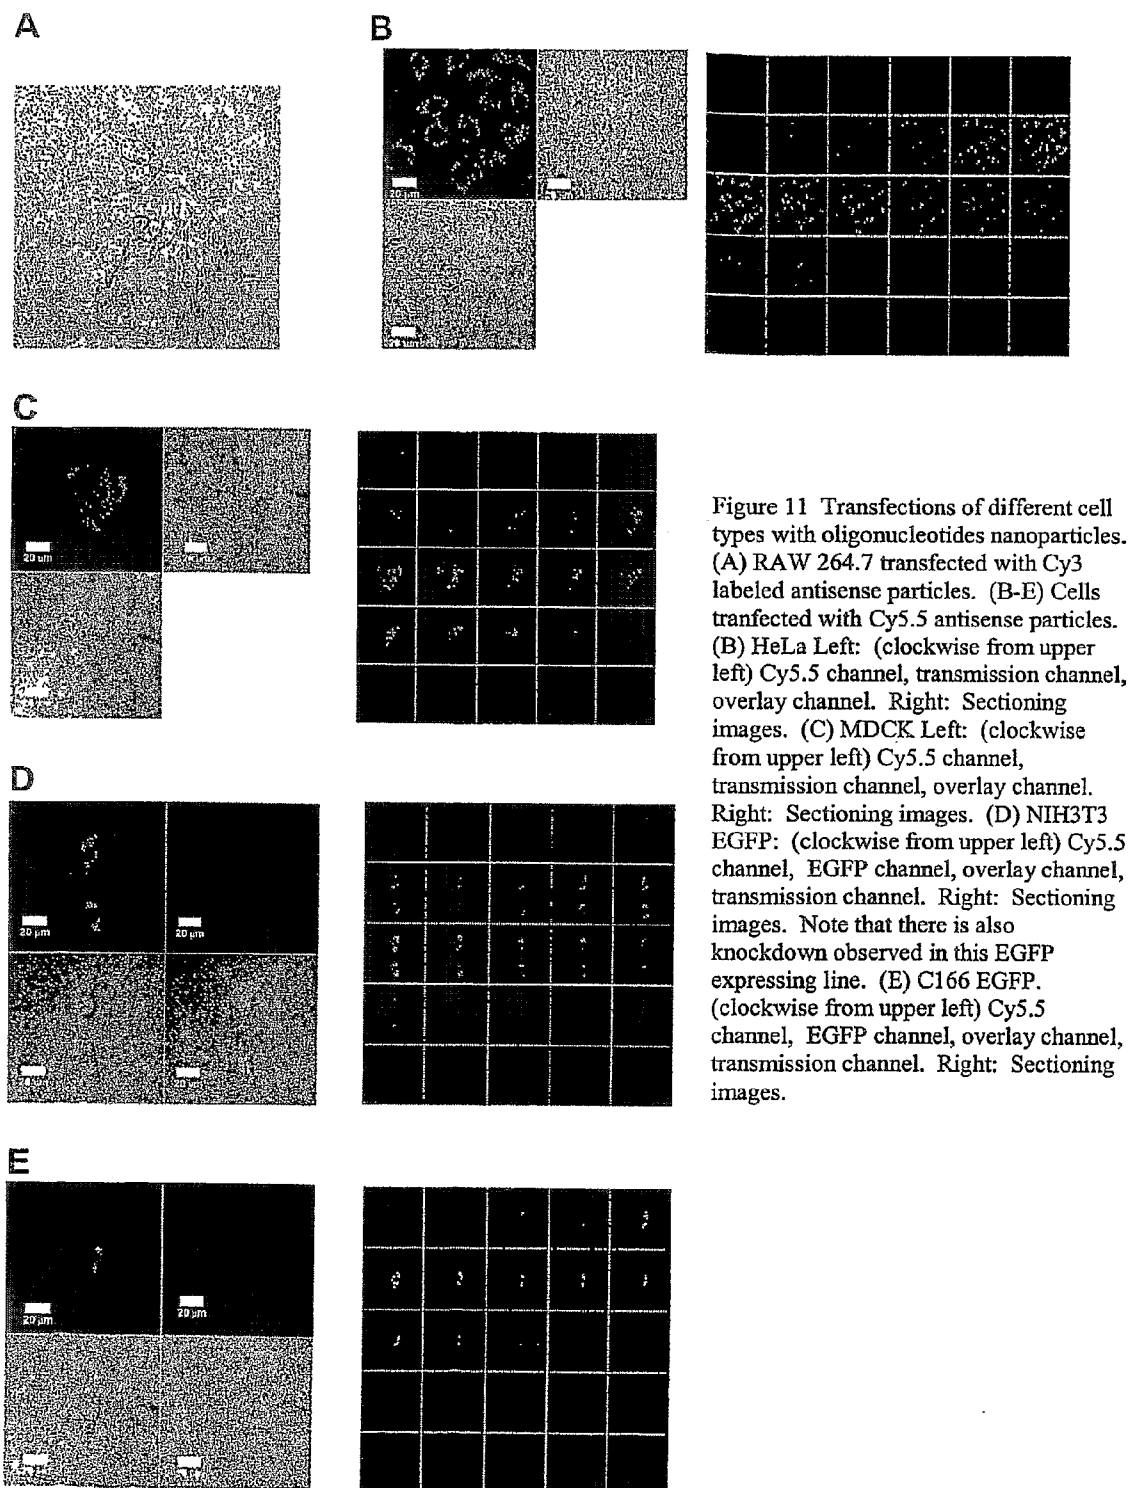 A
B
20 µm
C
20 um
D
20 µm
20 µm
E
20 µm
20 µm
Figure 11 Transfections of different cell
types with oligonucleotides nanoparticles.
(A) RAW 264.7 transfected with Cy3
labeled antisense particles. (B-E) Cells
tranfected with Cy5.5 antisense particles.
(B) HeLa Left: (clockwise from upper
left) Cy5.5 channel, transmission channel,
overlay channel. Right: Sectioning
images. (C) MDCK Left: (clockwise
from upper left) Cy5.5 channel,
transmission channel, overlay channel.
Right: Sectioning images. (D) NIH3T3
EGFP: (clockwise from upper left) Cy5.5
channel, EGFP channel, overlay channel,
transmission channel. Right: Sectioning
images. Note that there is also
knockdown observed in this EGFP
expressing line. (E) C166 EGFP.
(clockwise from upper left) Cy5.5
channel, EGFP channel, overlay channel,
transmission channel. Right: Sectioning
images.